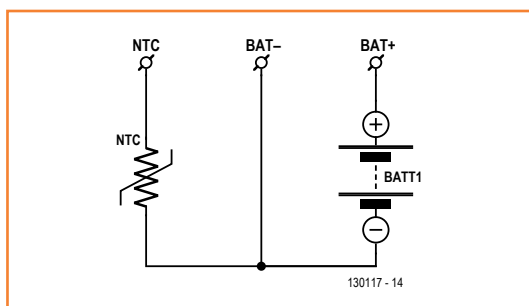 NTC BAT– BAT+
NTC
+
BATT1
–
130117 - 14